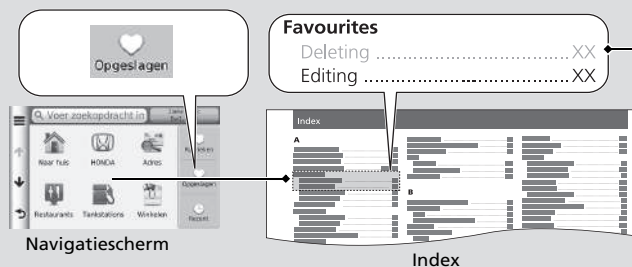 Opgeslagen
Favourites
Deleting ........................................ XX
Editing ........................................... XX
Voer zoekopdracht in
Naar huis
HONDA
Adres
Opgeslagen
Restaurants
Tankstations
Winkelen
Recent
Navigatiescherm
Index
A
B
Index